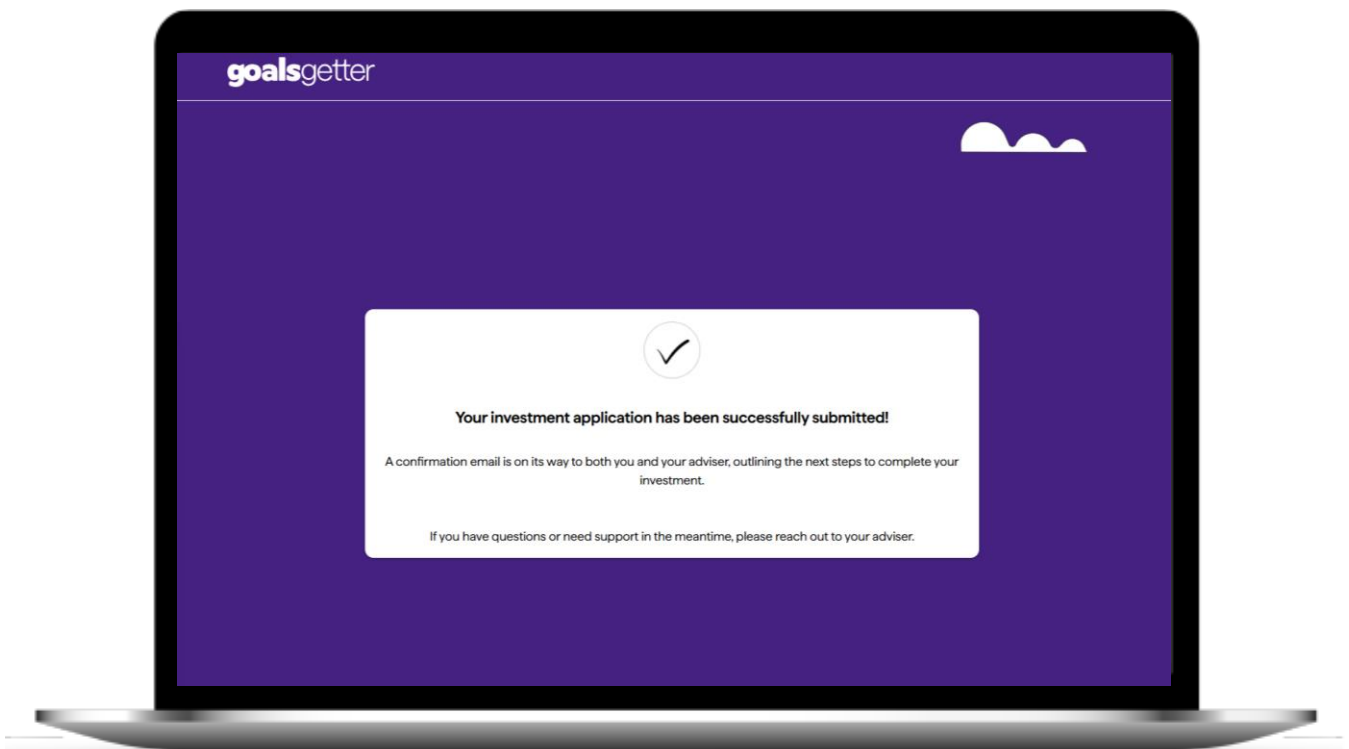 goalsgetter
Your investment application has been successfully submitted!
A confirmation email is on its way to both you and your adviser, outlining the next steps to complete your
investment.
If you have questions or need support in the meantime, please reach out to your adviser.